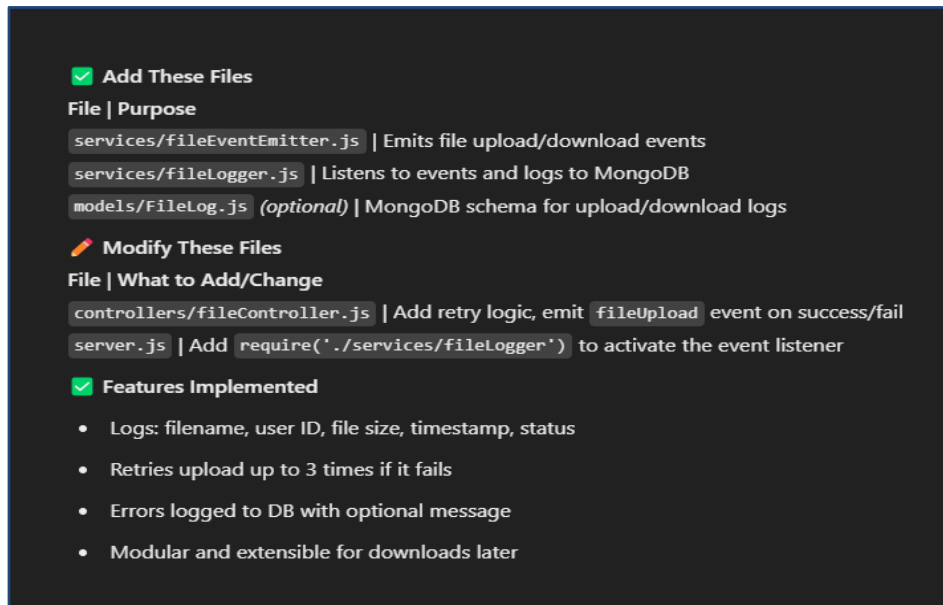 ✅ Add These Files
File | Purpose
services/fileEventEmitter.js | Emits file upload/download events
services/fileLogger.js | Listens to events and logs to MongoDB
models/FileLog.js (optional) | MongoDB schema for upload/download logs
✏️ Modify These Files
File | What to Add/Change
controllers/fileController.js | Add retry logic, emit fileUpload event on success/fail
server.js | Add require('./services/fileLogger') to activate the event listener
✅ Features Implemented
• Logs: filename, user ID, file size, timestamp, status
• Retries upload up to 3 times if it fails
• Errors logged to DB with optional message
• Modular and extensible for downloads later